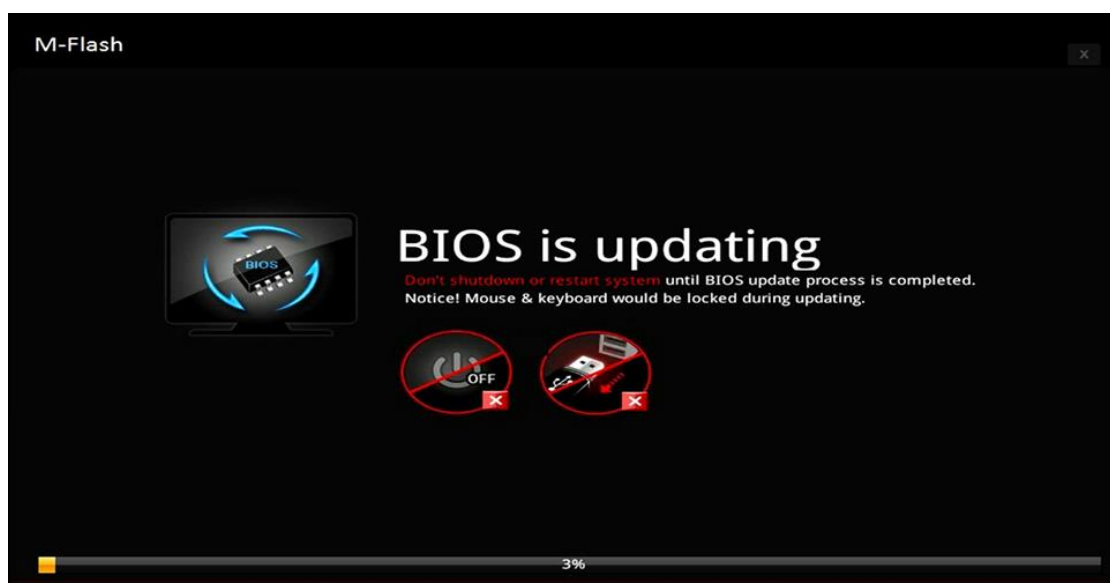 M-Flash
x
BIOS
BIOS is updating
Don't shutdown or restart system until BIOS update process is completed.
Notice! Mouse & keyboard would be locked during updating.
OFF
3%